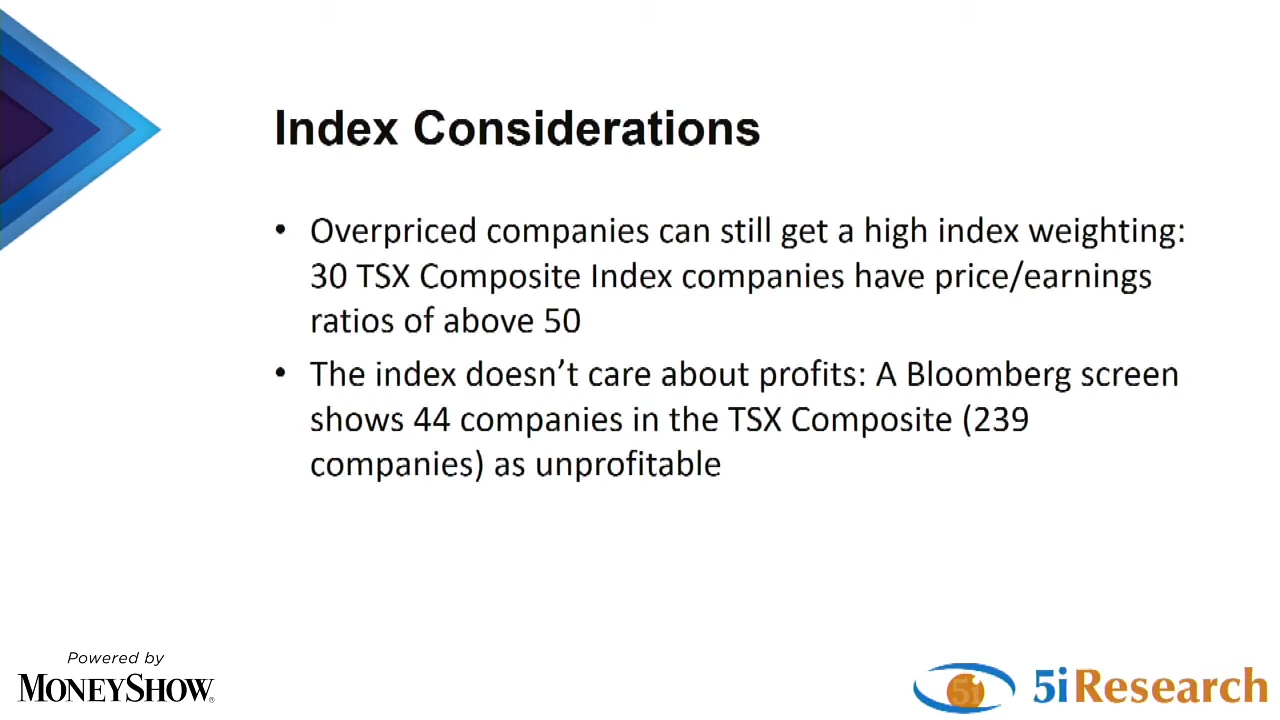 Index Considerations
• Overpriced companies can still get a high index weighting:
30 TSX Composite Index companies have price/earnings
ratios of above 50
• The index doesn’t care about profits: A Bloomberg screen
shows 44 companies in the TSX Composite (239
companies) as unprofitable
Powered by
MONEYSHOW®
5i
5iResearch